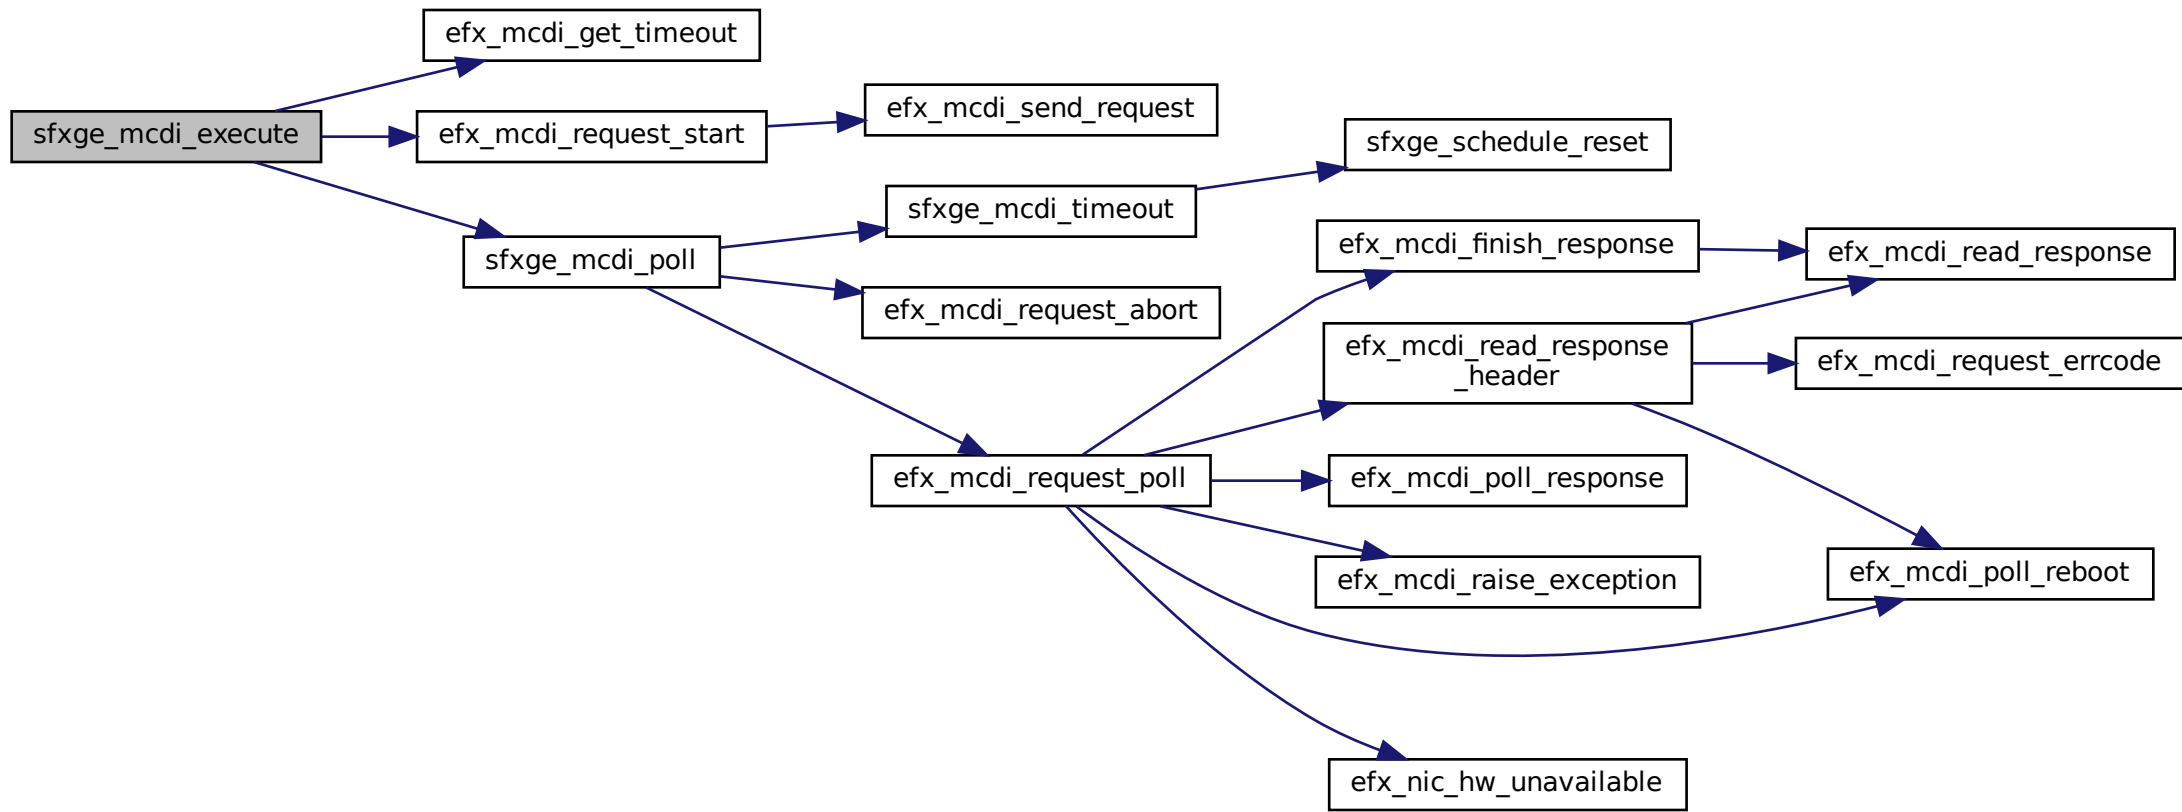 efx_mcdi_get_timeout
sfxge_mcdi_execute
efx_mcdi_request_start
efx_mcdi_send_request
sfxge_schedule_reset
sfxge_mcdi_timeout
sfxge_mcdi_poll
efx_mcdi_finish_response
efx_mcdi_read_response
efx_mcdi_request_abort
efx_mcdi_read_response
_header
efx_mcdi_request_errcode
efx_mcdi_request_poll
efx_mcdi_poll_response
efx_mcdi_raise_exception
efx_mcdi_poll_reboot
efx_nic_hw_unavailable